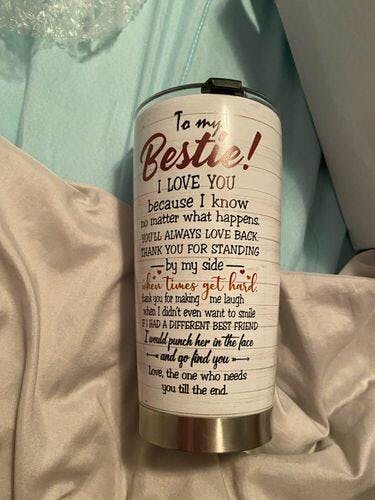 To my
Bestie!
I LOVE YOU
because I know
no matter what happens.
YOU'LL ALWAYS LOVE BACK.
THANK YOU FOR STANDING
by my side
when times get hard.
thank you for making me laugh
when I didn't even want to smile
IF I HAD A DIFFERENT BEST FRIEND
I would punch her in the face
and go find you
Love, the one who needs
you till the end.